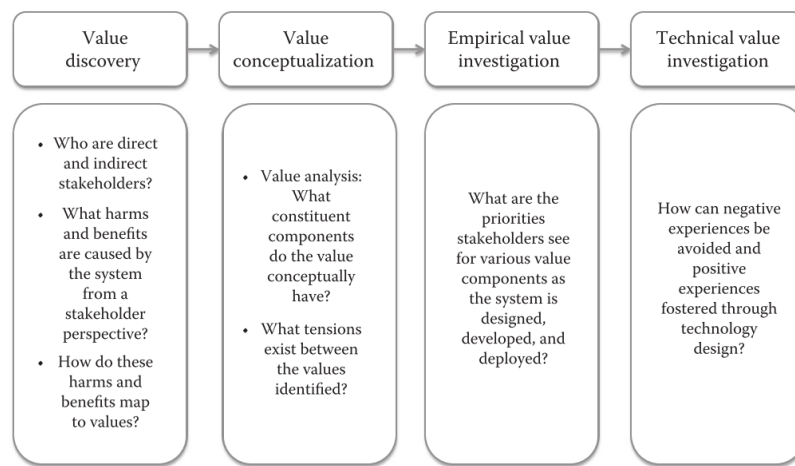 Value
discovery
Value
conceptualization
Empirical value
investigation
Technical value
investigation
• Who are direct
and indirect
stakeholders?
• What harms
and benefits
are caused by
the system
from a
stakeholder
perspective?
• How do these
harms and
benefits map
to values?
• Value analysis:
What
constituent
components
do the value
conceptually
have?
• What tensions
exist between
the values
identified?
What are the
priorities
stakeholders see
for various value
components as
the system is
designed,
developed, and
deployed?
How can negative
experiences be
avoided and
positive
experiences
fostered through
technology
design?